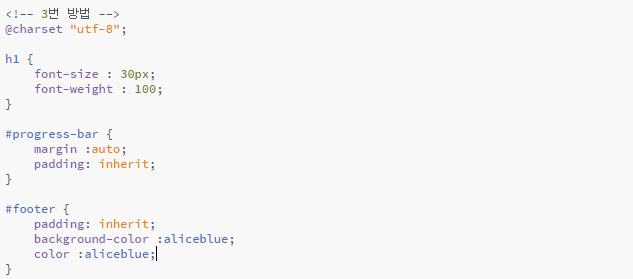 <!-- 3번 방법 -->
@charset "utf-8";
h1 {
font-size : 30px;
font-weight : 100;
}
#progress-bar {
margin :auto;
padding: inherit;
}
#footer {
padding: inherit;
background-color :aliceblue;
color :aliceblue;
}